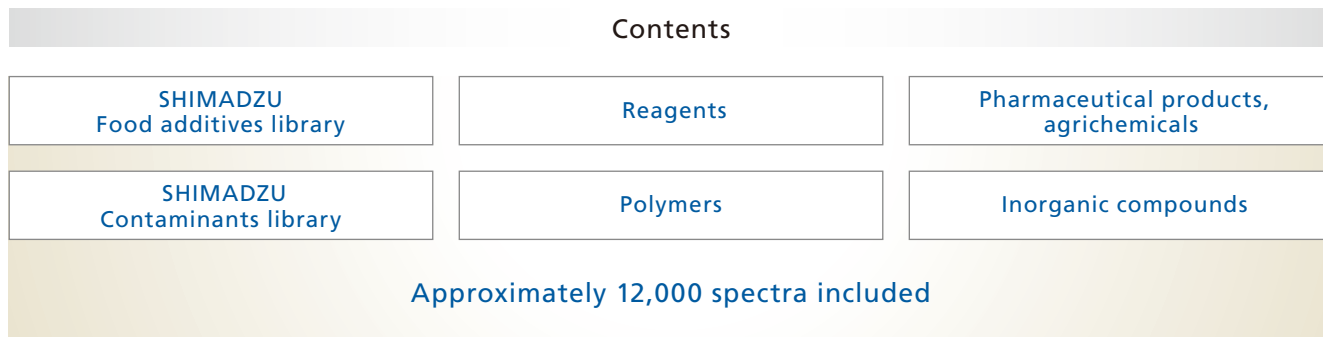 Contents
SHIMADZU
Food additives library
Reagents
Pharmaceutical products,
agrichemicals
SHIMADZU
Contaminants library
Polymers
Inorganic compounds
Approximately 12,000 spectra included